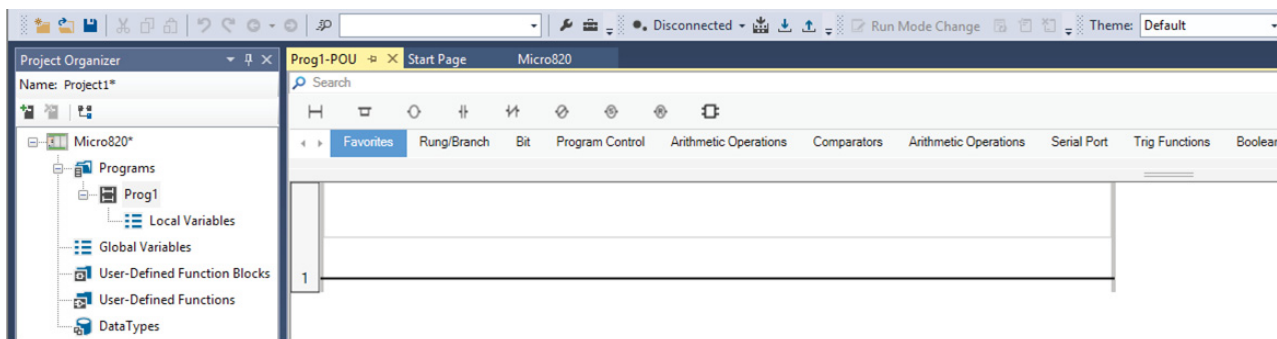 Disconnected Run Mode Change Theme: Default
Project Organizer
Name: Project1*
Micro820*
Programs
Prog1
Local Variables
Global Variables
User-Defined Function Blocks
User-Defined Functions
DataTypes
Prog1-POU Start Page Micro820
Search
Favorites Rung/Branch Bit Program Control Arithmetic Operations Comparators Arithmetic Operations Serial Port Trig Functions Boolear
1